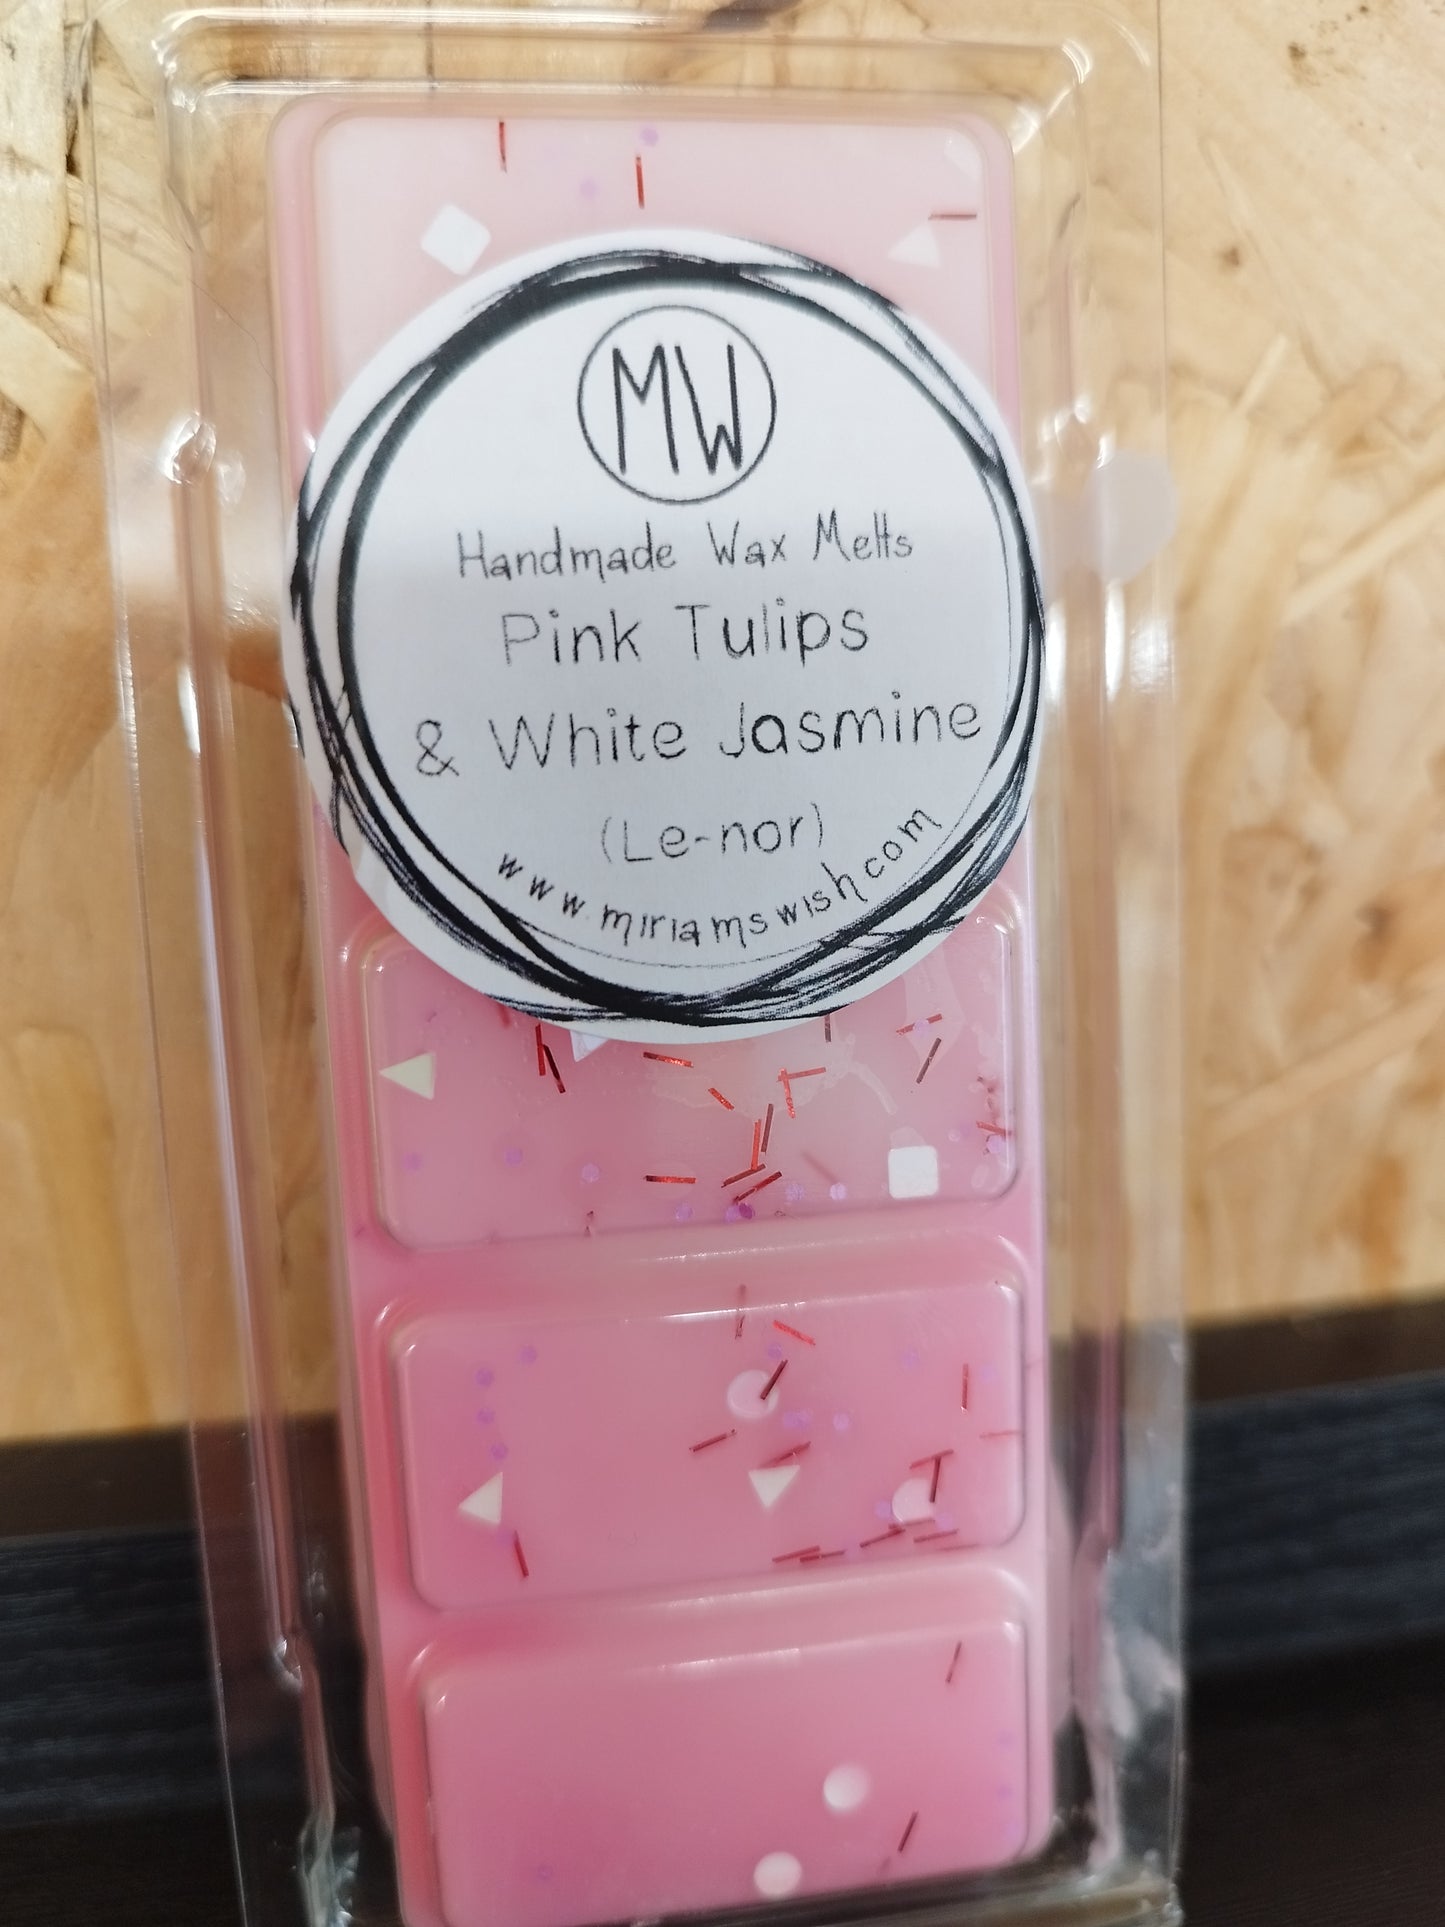 MW
Handmade Wax Melts
Pink Tulips
& White Jasmine
(Le-nor)
www.miriamswish.com